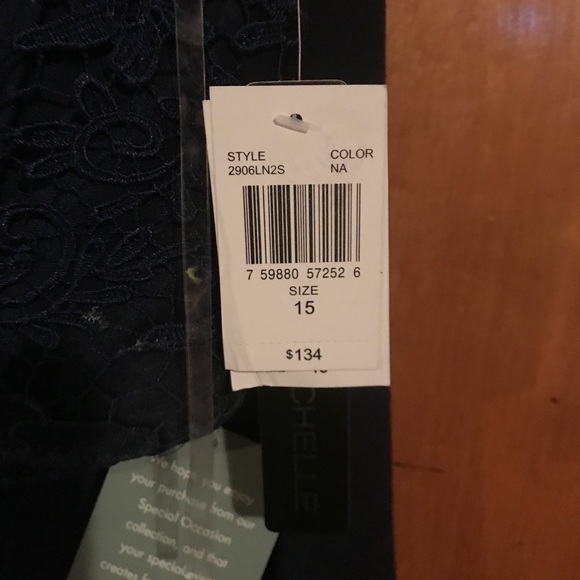 STYLE COLOR
2906LN2S NA
7 59880 57252 6
SIZE
15
$134
CHELLE
We hope you enjoy
your purchase from our
Special Occasion
collection, and that
your special
creates